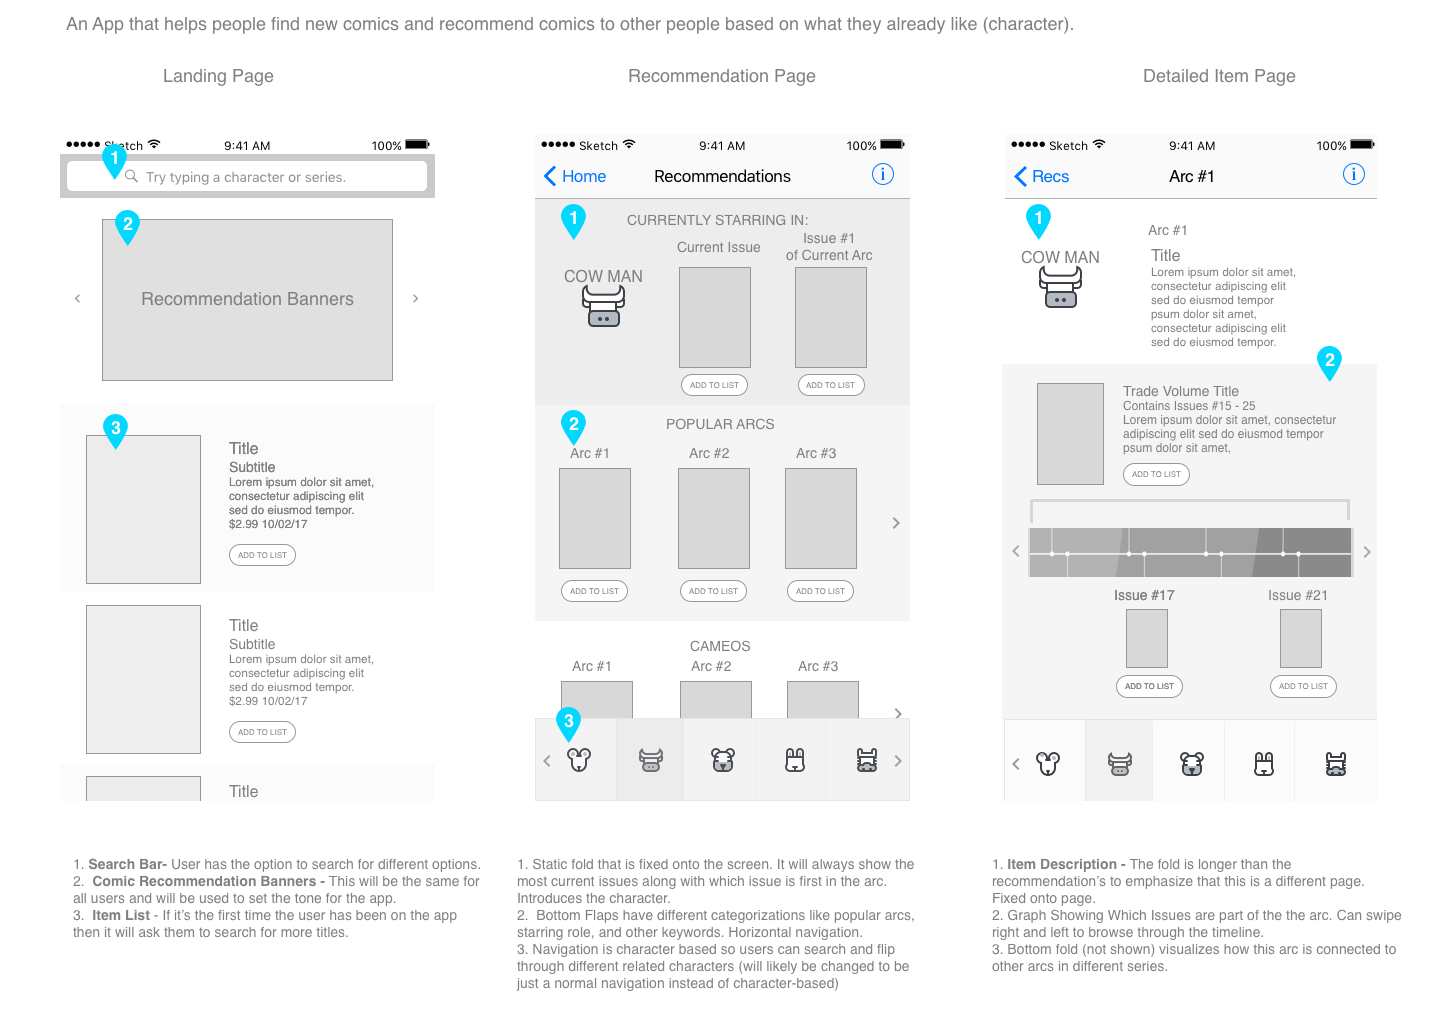 An App that helps people find new comics and recommend comics to other people based on what they already like (character).
Landing Page
Sketch
9:41 AM
100%
1
Try typing a character or series.
2
Recommendation Banners
3
Title
Subtitle
Lorem ipsum dolor sit amet,
consectetur adipiscing elit
sed do eiusmod tempor.
$2.99 10/02/17
ADD TO LIST
Title
Subtitle
Lorem ipsum dolor sit amet,
consectetur adipiscing elit
sed do eiusmod tempor.
$2.99 10/02/17
ADD TO LIST
Title
1. Search Bar- User has the option to search for different options.
2.  Comic Recommendation Banners - This will be the same for
all users and will be used to set the tone for the app.
3.  Item List - If it's the first time the user has been on the app
then it will ask them to search for more titles.
Recommendation Page
Sketch
9:41 AM
100%
Home
Recommendations
i
1
CURRENTLY STARRING IN:
Current Issue
Issue #1
of Current Arc
COW MAN
ADD TO LIST
ADD TO LIST
2
POPULAR ARCS
Arc #1
Arc #2
Arc #3
ADD TO LIST
ADD TO LIST
ADD TO LIST
CAMEOS
Arc #1
Arc #2
Arc #3
3
1. Static fold that is fixed onto the screen. It will always show the
most current issues along with which issue is first in the arc.
Introduces the character.
2.  Bottom Flaps have different categorizations like popular arcs,
starring role, and other keywords. Horizontal navigation.
3. Navigation is character based so users can search and flip
through different related characters (will likely be changed to be
just a normal navigation instead of character-based)
Detailed Item Page
Sketch
9:41 AM
100%
Recs
Arc #1
i
1
COW MAN
Arc #1
Title
Lorem ipsum dolor sit amet,
consectetur adipiscing elit
sed do eiusmod tempor
psum dolor sit amet,
consectetur adipiscing elit
sed do eiusmod tempor.
2
Trade Volume Title
Contains Issues #15 - 25
Lorem ipsum dolor sit amet, consectetur
adipiscing elit sed do eiusmod tempor
psum dolor sit amet,
ADD TO LIST
Issue #17
Issue #21
ADD TO LIST
ADD TO LIST
1. Item Description - The fold is longer than the
recommendation's to emphasize that this is a different page.
Fixed onto page.
2. Graph Showing Which Issues are part of the the arc. Can swipe
right and left to browse through the timeline.
3. Bottom fold (not shown) visualizes how this arc is connected to
other arcs in different series.